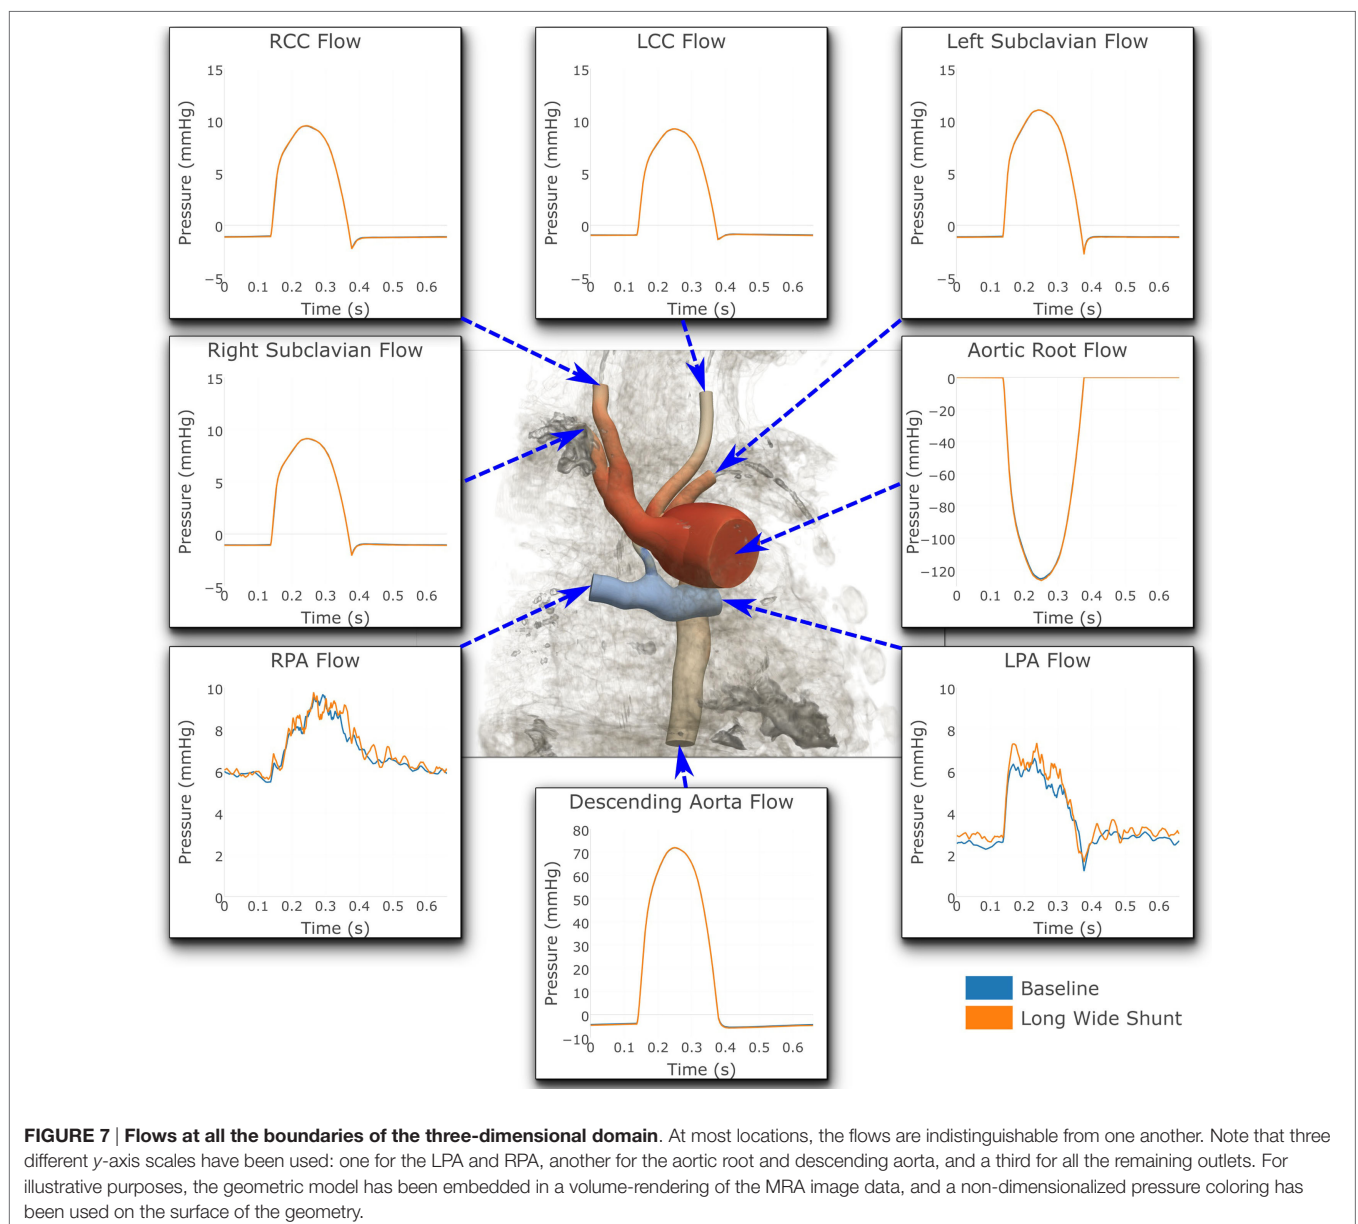 RCC Flow
Pressure (mmHg)
15
10
5
0
−5
0 0.1 0.2 0.3 0.4 0.5 0.6
Time (s)
LCC Flow
Pressure (mmHg)
15
10
5
0
−5
0 0.1 0.2 0.3 0.4 0.5 0.6
Time (s)
Left Subclavian Flow
Pressure (mmHg)
15
10
5
0
−5
0 0.1 0.2 0.3 0.4 0.5 0.6
Time (s)
Right Subclavian Flow
Pressure (mmHg)
15
10
5
0
−5
0 0.1 0.2 0.3 0.4 0.5 0.6
Time (s)
Aortic Root Flow
Pressure (mmHg)
0
−20
−40
−60
−80
−100
−120
0 0.1 0.2 0.3 0.4 0.5 0.6
Time (s)
RPA Flow
Pressure (mmHg)
10
8
6
4
2
0
0 0.1 0.2 0.3 0.4 0.5 0.6
Time (s)
LPA Flow
Pressure (mmHg)
10
8
6
4
2
0
0 0.1 0.2 0.3 0.4 0.5 0.6
Time (s)
Descending Aorta Flow
Pressure (mmHg)
80
70
60
50
40
30
20
10
0
−10
0 0.1 0.2 0.3 0.4 0.5 0.6
Time (s)
Baseline
Long Wide Shunt
FIGURE 7 | Flows at all the boundaries of the three-dimensional domain. At most locations, the flows are indistinguishable from one another. Note that three
different y-axis scales have been used: one for the LPA and RPA, another for the aortic root and descending aorta, and a third for all the remaining outlets. For
illustrative purposes, the geometric model has been embedded in a volume-rendering of the MRA image data, and a non-dimensionalized pressure coloring has
been used on the surface of the geometry.